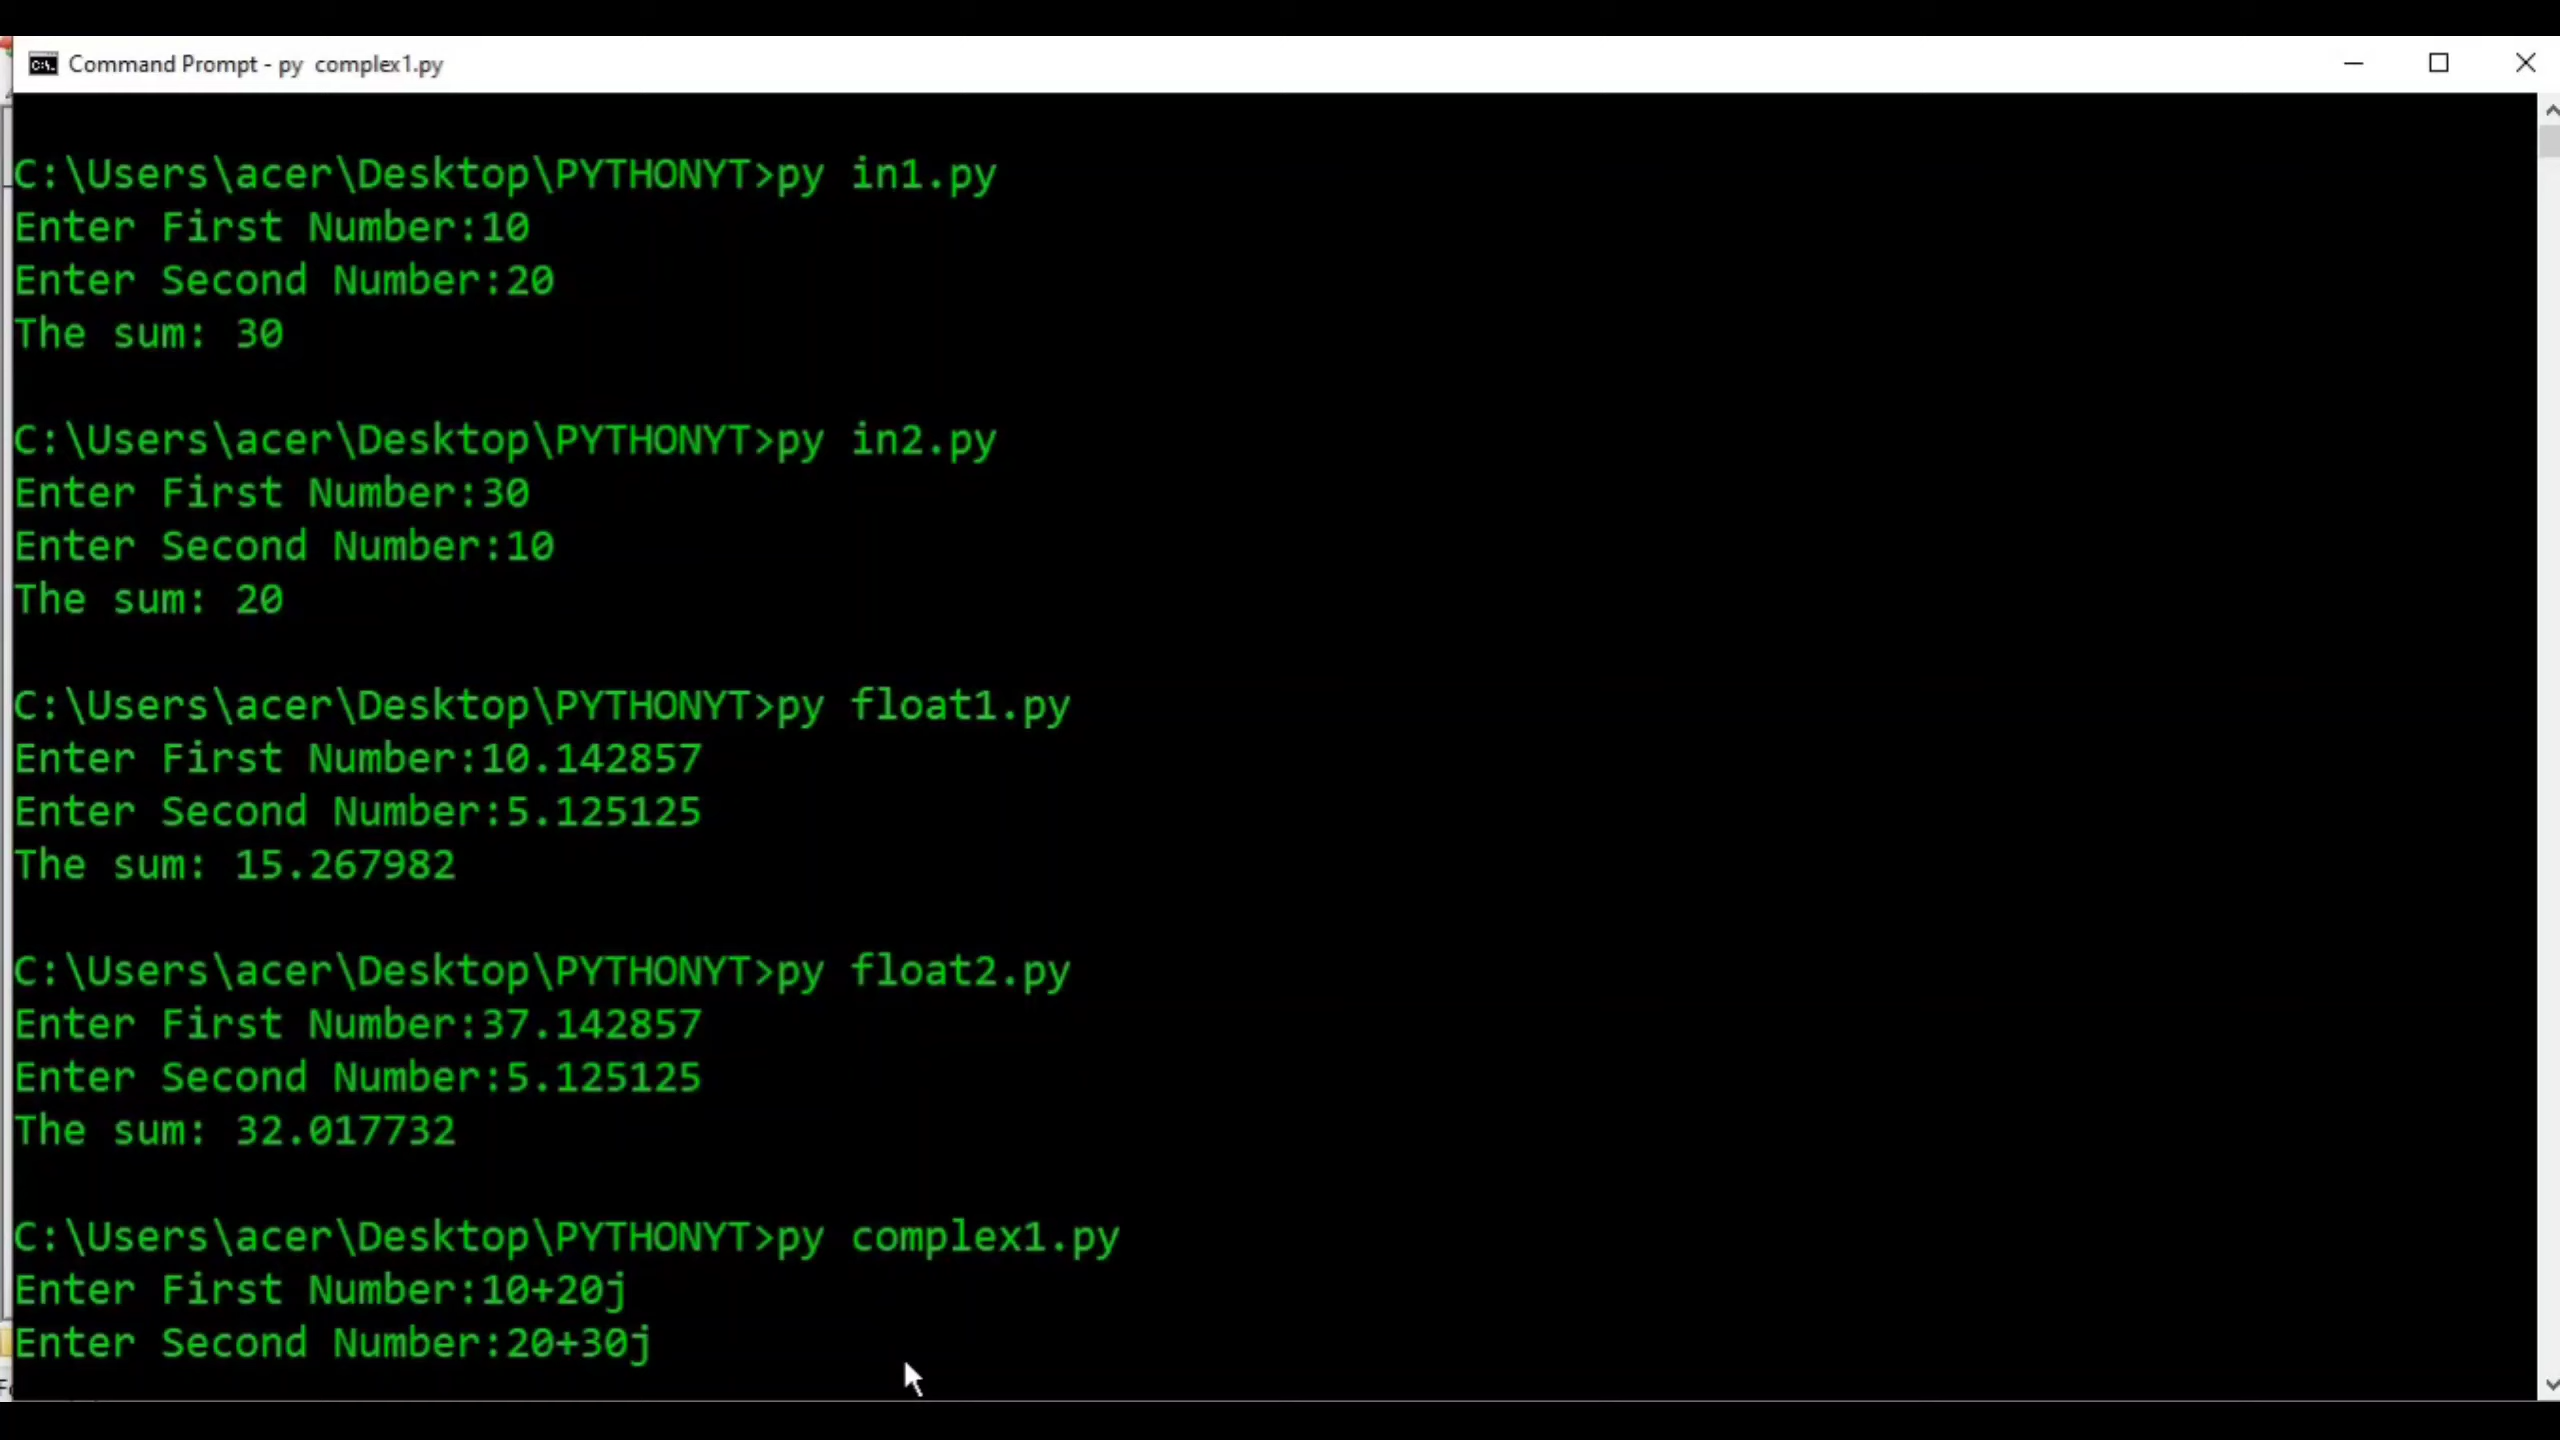 Command Prompt - py  complex1.py
C:\Users\acer\Desktop\PYTHONYT>py in1.py
Enter First Number:10
Enter Second Number:20
The sum: 30
C:\Users\acer\Desktop\PYTHONYT>py in2.py
Enter First Number:30
Enter Second Number:10
The sum: 20
C:\Users\acer\Desktop\PYTHONYT>py float1.py
Enter First Number:10.142857
Enter Second Number:5.125125
The sum: 15.267982
C:\Users\acer\Desktop\PYTHONYT>py float2.py
Enter First Number:37.142857
Enter Second Number:5.125125
The sum: 32.017732
C:\Users\acer\Desktop\PYTHONYT>py complex1.py
Enter First Number:10+20j
Enter Second Number:20+30j